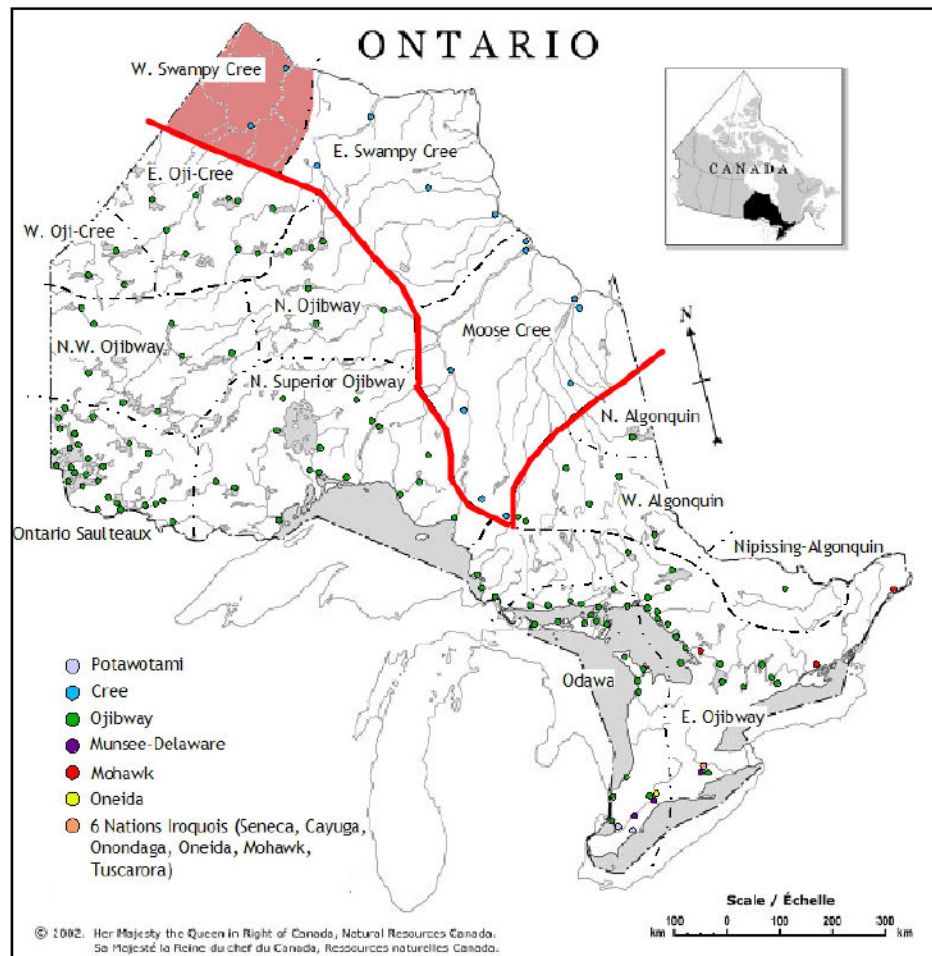 ONTARIO
W. Swampy Cree
E. Swampy Cree
CANADA
E. Oji-Cree
W. Oji-Cree
N. Ojibway
N
Moose Cree
N.W. Ojibway
N. Superior Ojibway
N. Algonquin
W. Algonquin
Ontario Saulteaux
Nipissing-Algonquin
Potawotami
Cree
Ojibway
Munsee-Delaware
Mohawk
Oneida
6 Nations Iroquois (Seneca, Cayuga,
Onondaga, Oneida, Mohawk,
Tuscarora)
Odawa
E. Ojibway
Scale / Échelle
100 0 100 200 300
km km
© 2002. Her Majesty the Queen in Right of Canada, Natural Resources Canada.
Sa Majesté la Reine du chef du Canada, Ressources naturelles Canada.